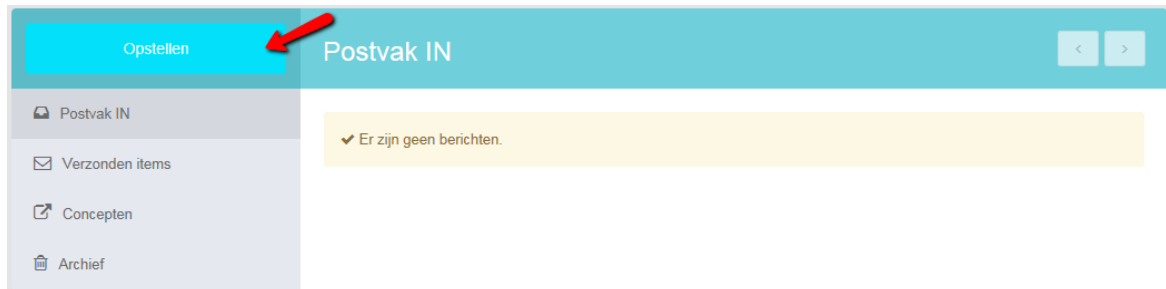 Opstellen
Postvak IN
Postvak IN
Er zijn geen berichten.
Verzonden items
Concepten
Archief